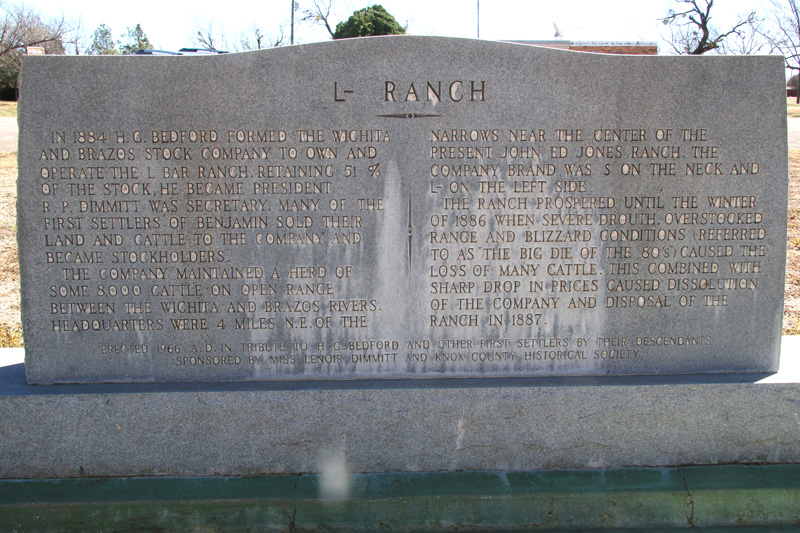 L- RANCH
IN 1884 H. G. BEDFORD FORMED THE WICHITA
AND BRAZOS STOCK COMPANY TO OWN AND
OPERATE THE L BAR RANCH. RETAINING 51 %
OF THE STOCK, HE BECAME PRESIDENT.
R. P. DIMMITT WAS SECRETARY. MANY OF THE
FIRST SETTLERS OF BENJAMIN SOLD THEIR
LAND AND CATTLE TO THE COMPANY AND
BECAME STOCKHOLDERS.
THE COMPANY MAINTAINED A HERD OF
SOME 8000 CATTLE ON OPEN RANGE
BETWEEN THE WICHITA AND BRAZOS RIVERS.
HEADQUARTERS WERE 4 MILES N.E. OF THE
NARROWS NEAR THE CENTER OF THE
PRESENT JOHN ED JONES RANCH. THE
COMPANY BRAND WAS S ON THE NECK AND
L- ON THE LEFT SIDE
THE RANCH PROSPERED UNTIL THE WINTER
OF 1886 WHEN SEVERE DROUTH, OVERSTOCKED
RANGE AND BLIZZARD CONDITIONS (REFERRED
TO AS THE BIG DIE OF THE '80's) CAUSED THE
LOSS OF MANY CATTLE. THIS COMBINED WITH
SHARP DROP IN PRICES CAUSED DISSOLUTION
OF THE COMPANY AND DISPOSAL OF THE
RANCH IN 1887.
ERECTED 1966 A.D. IN TRIBUTE TO H. G. BEDFORD AND OTHER FIRST SETTLERS BY THEIR DESCENDANTS
SPONSORED BY MISS LENOIR DIMMITT AND KNOX COUNTY HISTORICAL SOCIETY.